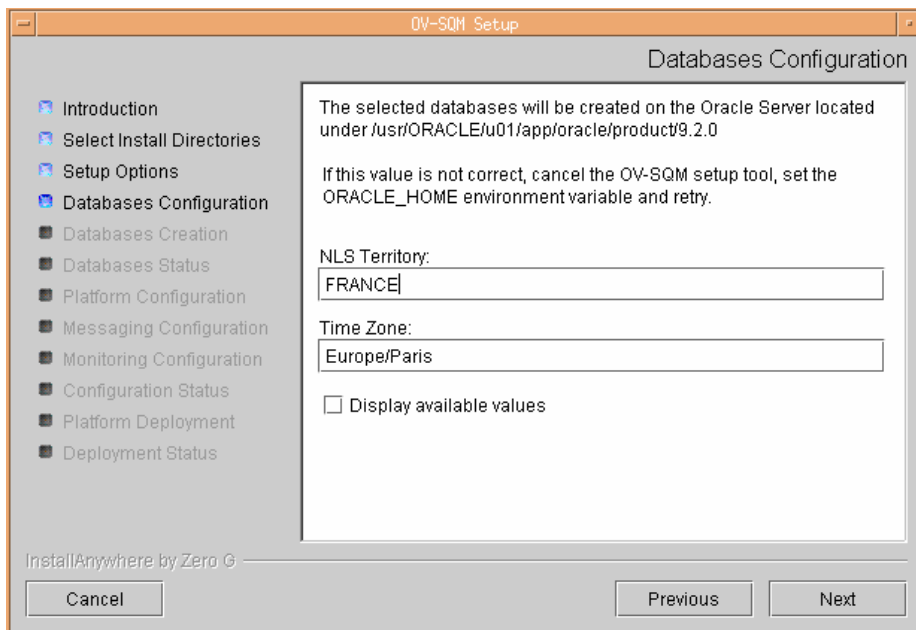 OV-SQM Setup
Databases Configuration
Introduction
Select Install Directories
Setup Options
Databases Configuration
Databases Creation
Databases Status
Platform Configuration
Messaging Configuration
Monitoring Configuration
Configuration Status
Platform Deployment
Deployment Status
The selected databases will be created on the Oracle Server located
under /usr/ORACLE/u01/app/oracle/product/9.2.0
If this value is not correct, cancel the OV-SQM setup tool, set the
ORACLE_HOME environment variable and retry.
NLS Territory:
FRANCE
Time Zone:
Europe/Paris
Display available values
InstallAnywhere by Zero G
Cancel
Previous
Next